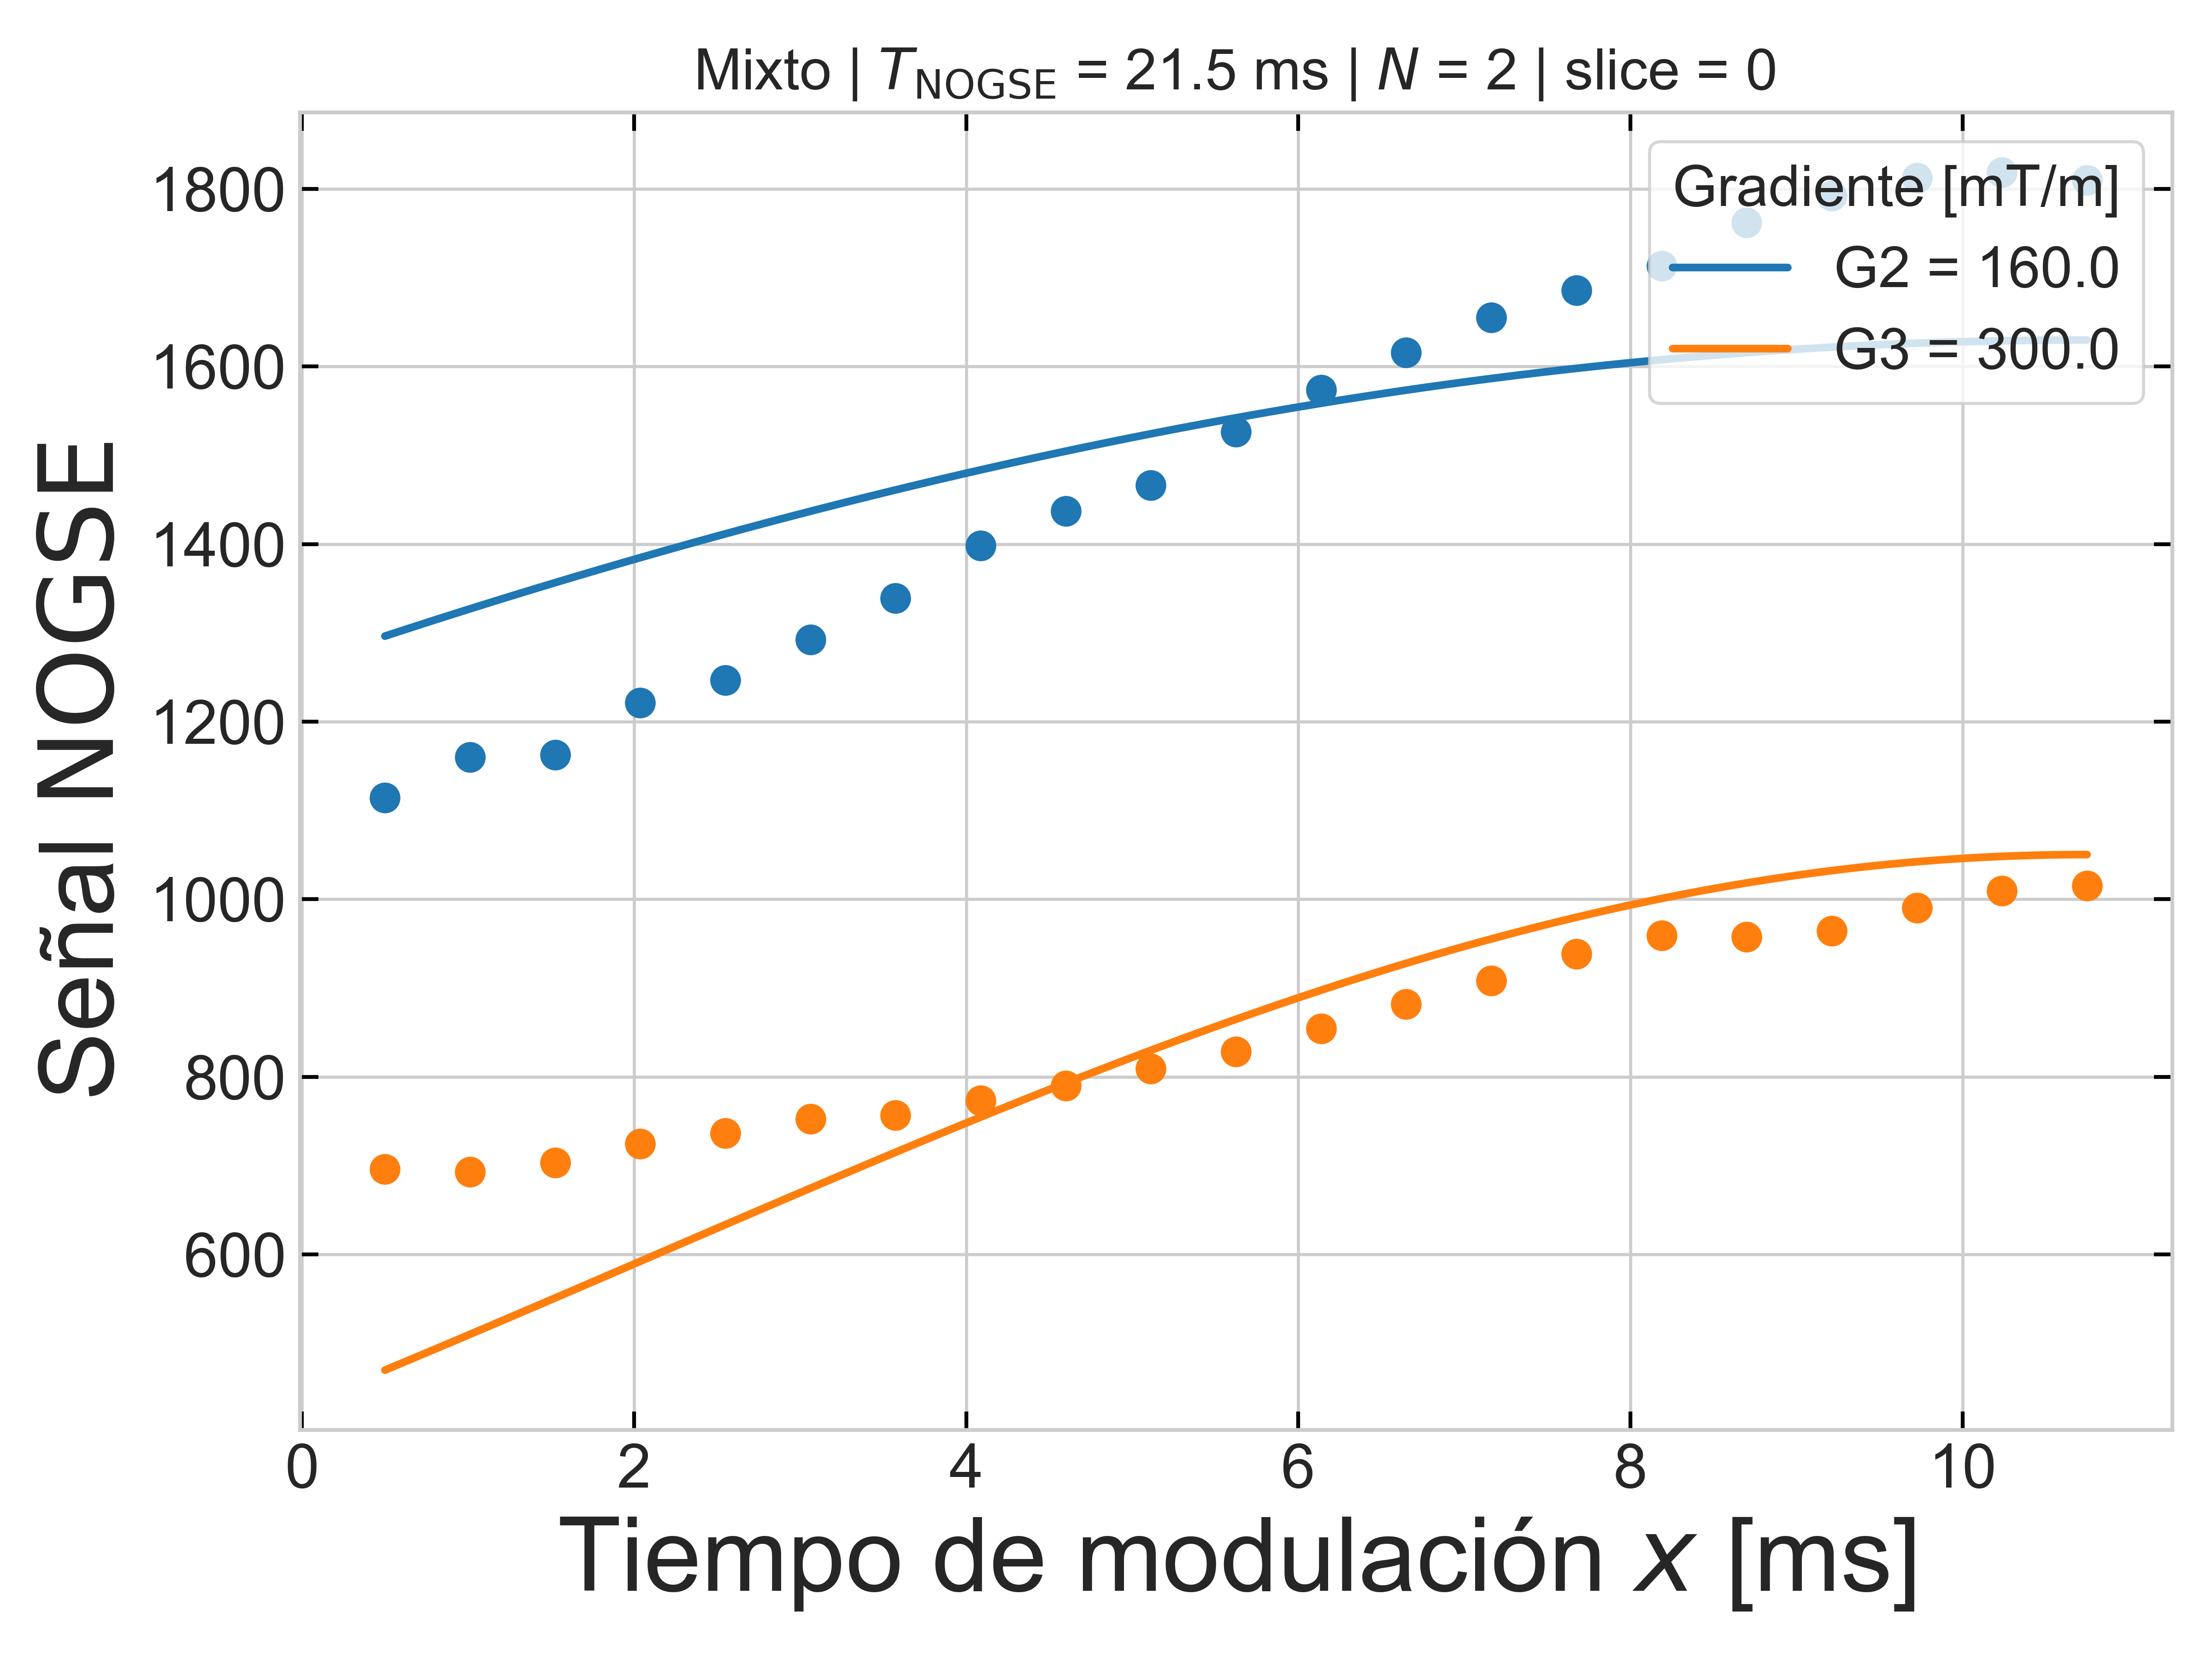 Mixto | T_NOGSE = 21.5 ms | N = 2 | slice = 0
Señal NOGSE
1800
1600
1400
1200
1000
800
600
Gradiente [mT/m]
G2 = 160.0
G3 = 300.0
0 2 4 6 8 10
Tiempo de modulación x [ms]